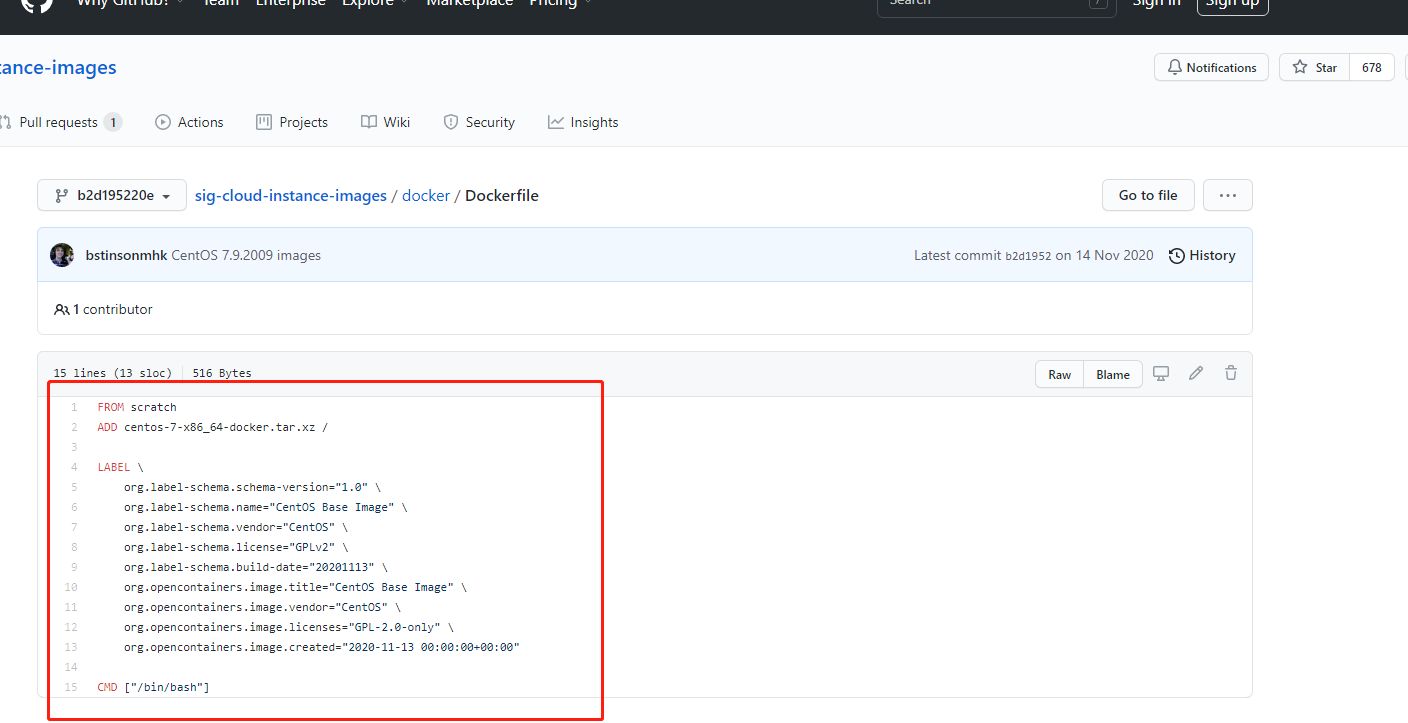 Why GitHub? Team Enterprise Explore Marketplace Pricing Search / Sign in Sign up
tance-images
Notifications Star 678
Pull requests 1 Actions Projects Wiki Security Insights
b2d195220e sig-cloud-instance-images / docker / Dockerfile Go to file ...
bstinsonmhk CentOS 7.9.2009 images Latest commit b2d1952 on 14 Nov 2020 History
1 contributor
15 lines (13 sloc) 516 Bytes Raw Blame
1 FROM scratch
2 ADD centos-7-x86_64-docker.tar.xz /
3
4 LABEL \
5 org.label-schema.schema-version="1.0" \
6 org.label-schema.name="CentOS Base Image" \
7 org.label-schema.vendor="CentOS" \
8 org.label-schema.license="GPLv2" \
9 org.label-schema.build-date="20201113" \
10 org.opencontainers.image.title="CentOS Base Image" \
11 org.opencontainers.image.vendor="CentOS" \
12 org.opencontainers.image.licenses="GPL-2.0-only" \
13 org.opencontainers.image.created="2020-11-13 00:00:00+00:00"
14
15 CMD ["/bin/bash"]